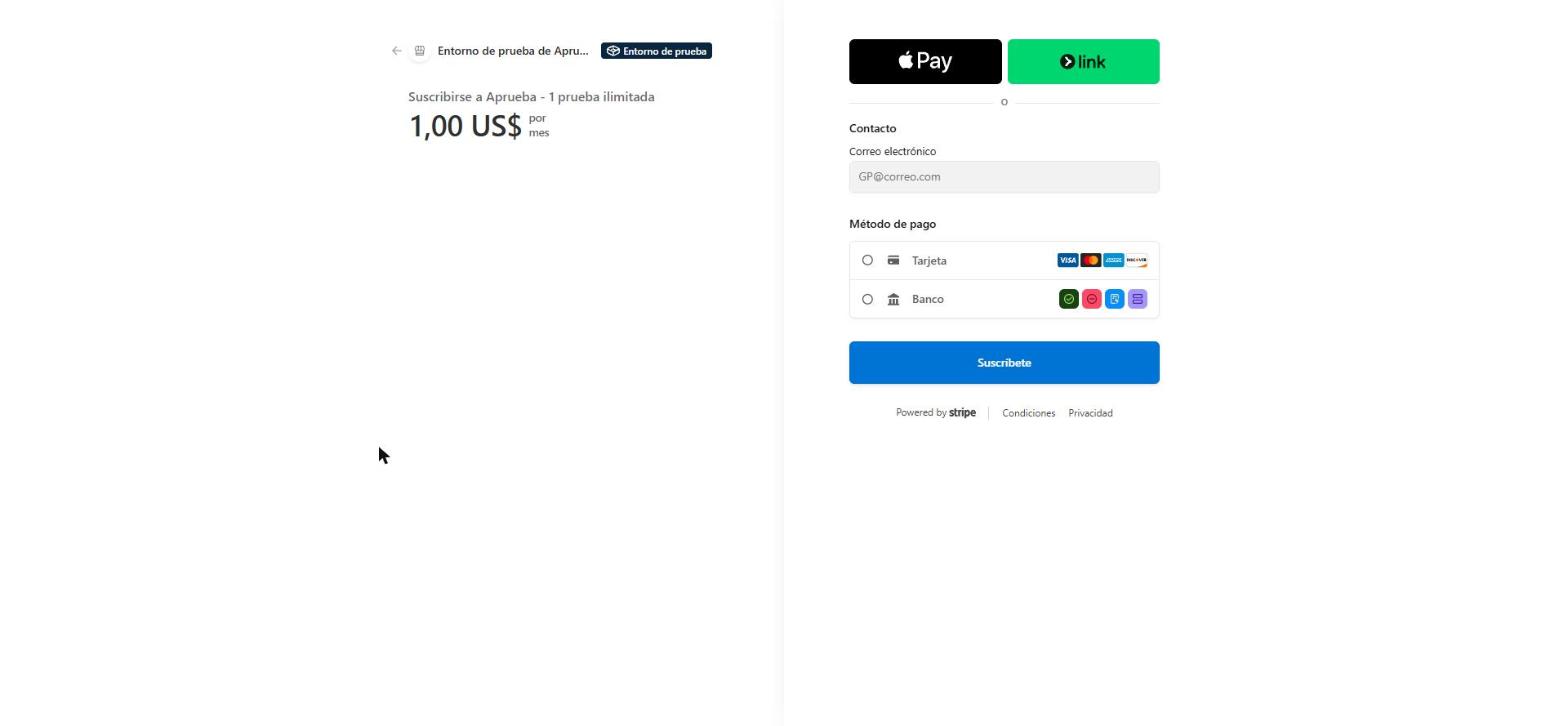 Entorno de prueba de Apru... Entorno de prueba
Suscribirse a Aprueba - 1 prueba ilimitada
1,00 US$ por
mes
Pay link
O
Contacto
Correo electrónico
GP@correo.com
Método de pago
Tarjeta VISA DISCOVER
Banco
Suscríbete
Powered by stripe Condiciones Privacidad